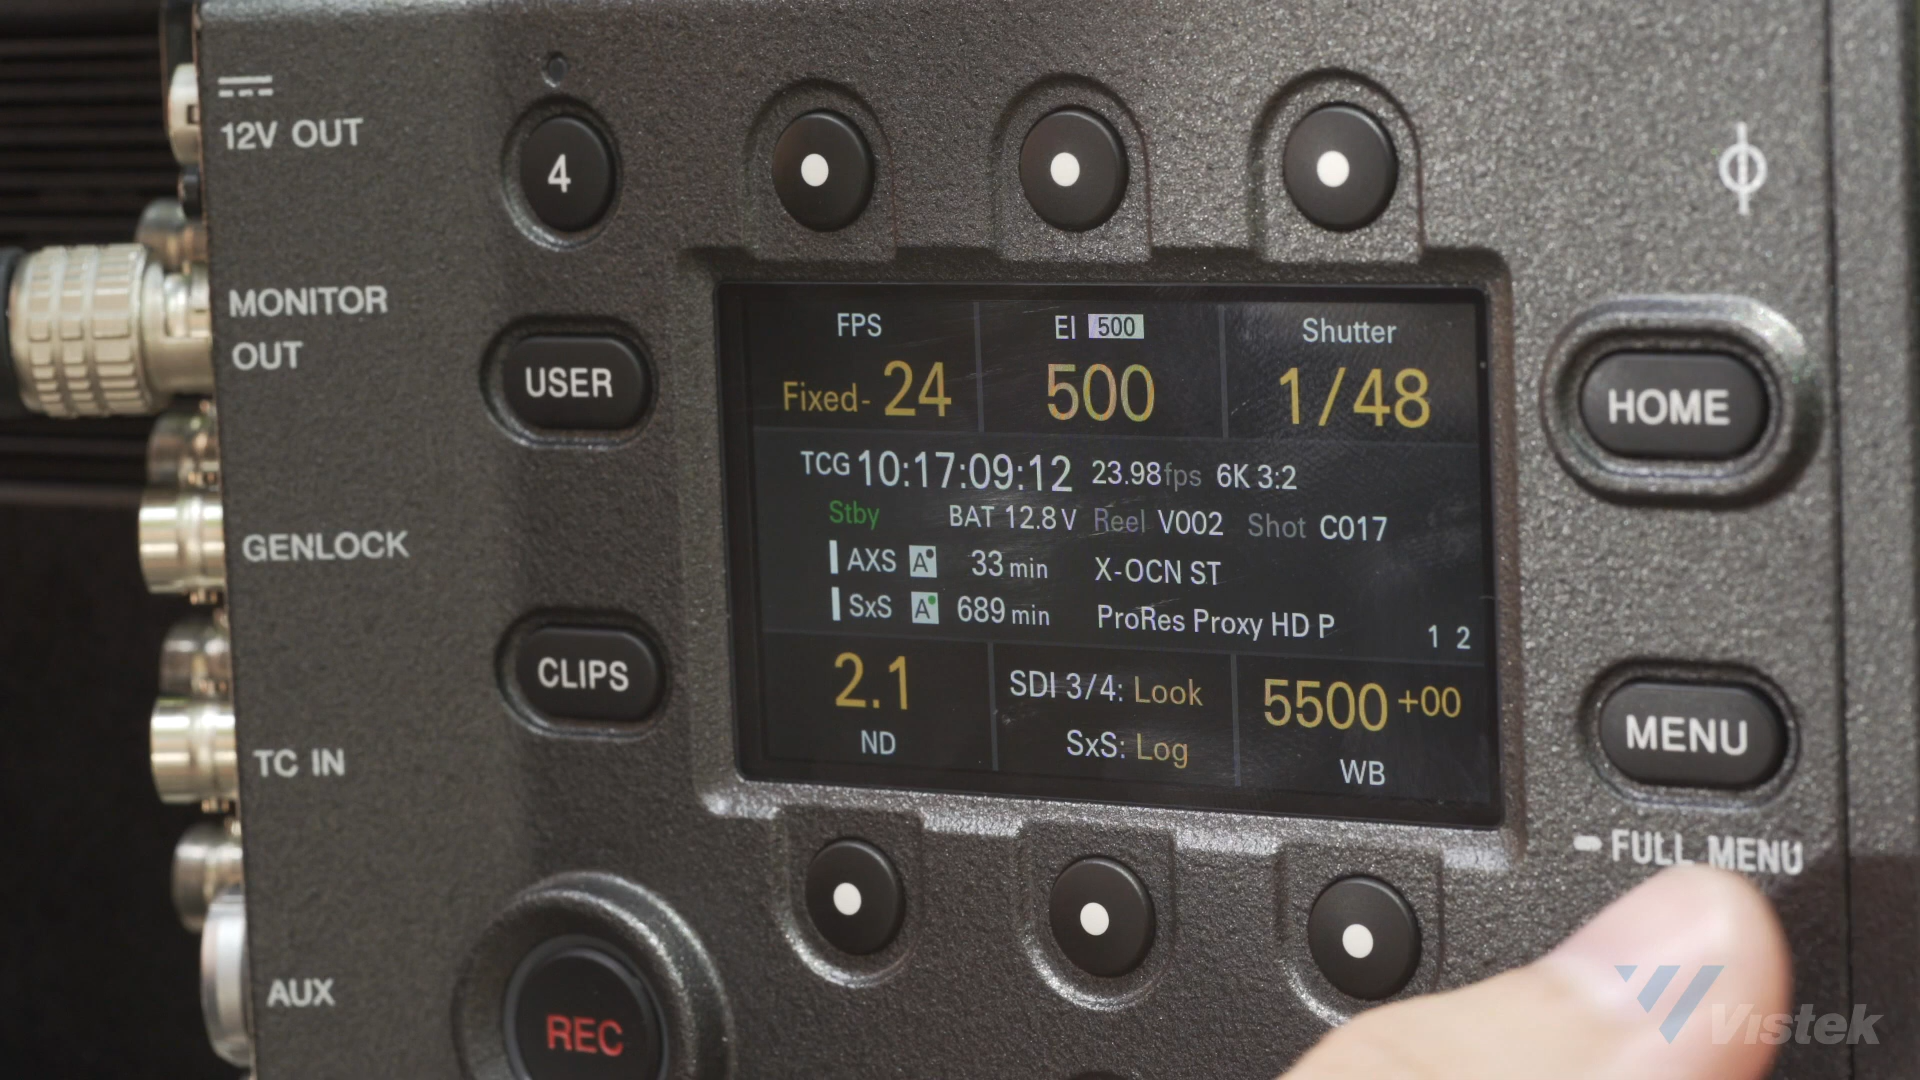 12V OUT
4
MONITOR
OUT
USER
GENLOCK
CLIPS
TC IN
AUX
REC
FPS
Fixed- 24
EI 500
500
Shutter
1/48
TCG 10:17:09:12 23.98fps 6K 3:2
Stby BAT 12.8 V Reel V002 Shot C017
AXS A 33 min X-OCN ST
SxS A 689 min ProRes Proxy HD P 1 2
2.1
ND
SDI 3/4: Look
SxS: Log
5500 +00
WB
HOME
MENU
FULL MENU
Vistek